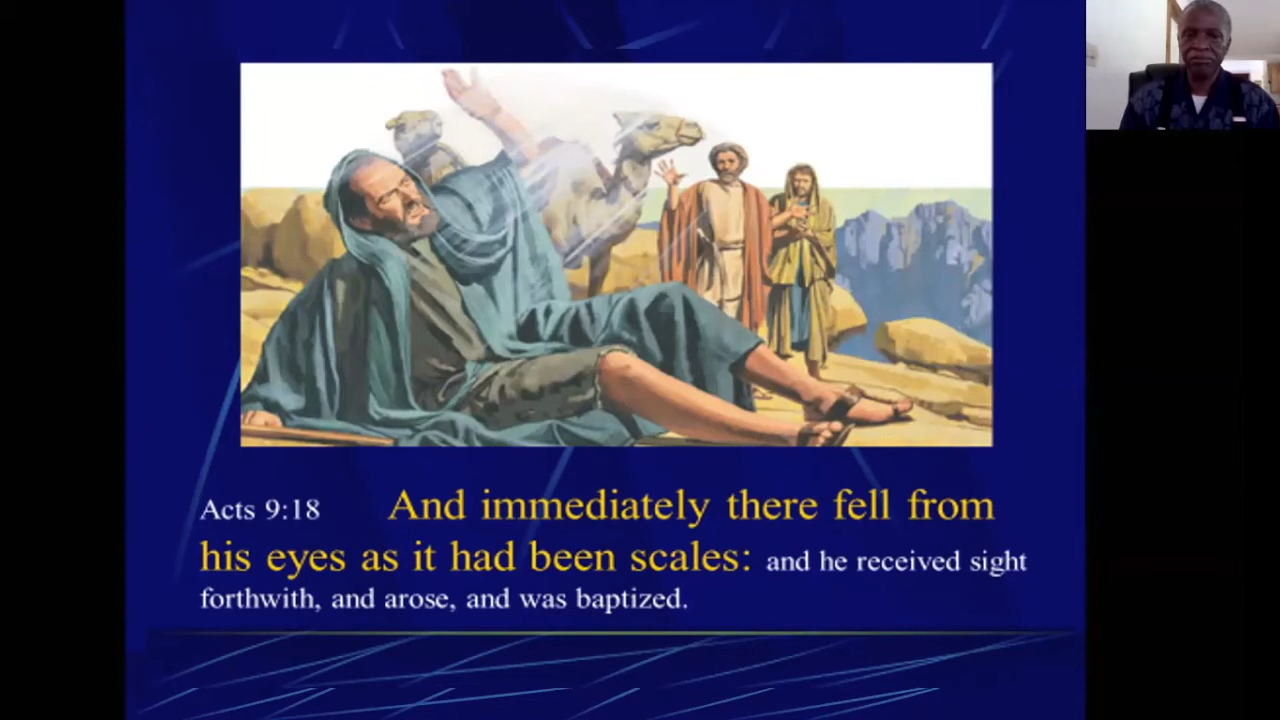 Acts 9:18 And immediately there fell from
his eyes as it had been scales: and he received sight
forthwith, and arose, and was baptized.